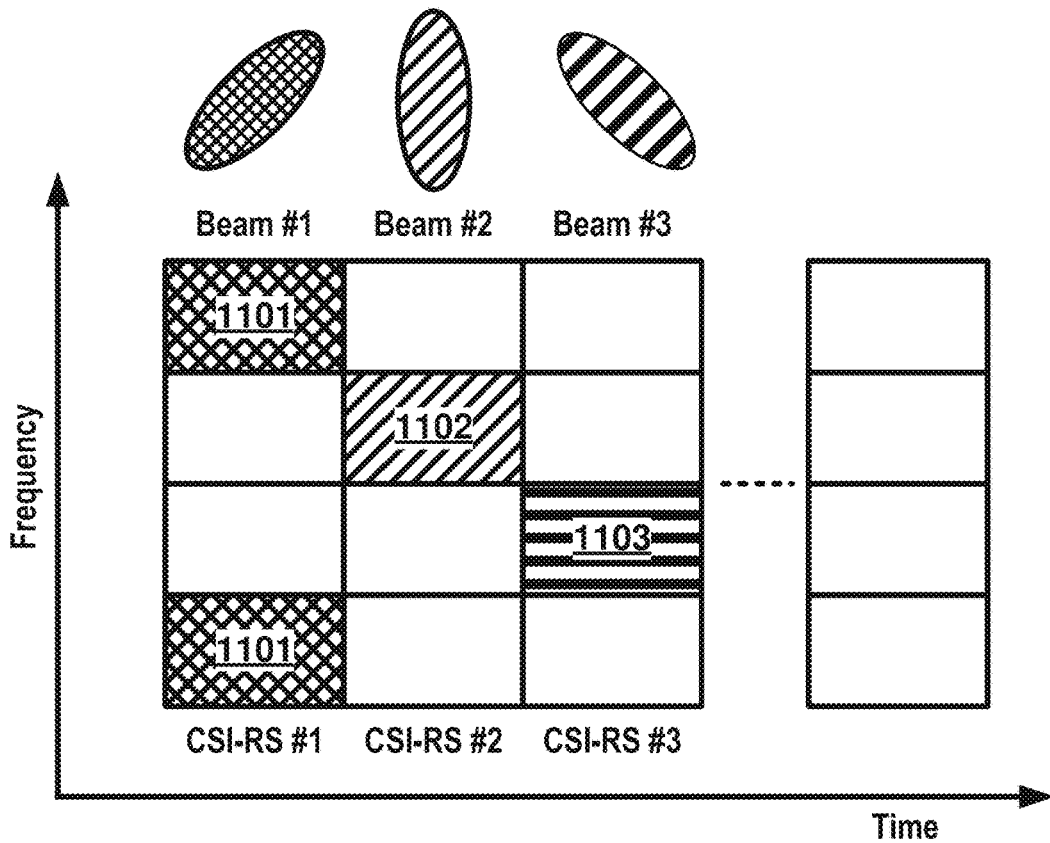 Beam #1 Beam #2 Beam #3
1101
1102
Frequency
1103
1101
CSI-RS #1 CSI-RS #2 CSI-RS #3
Time